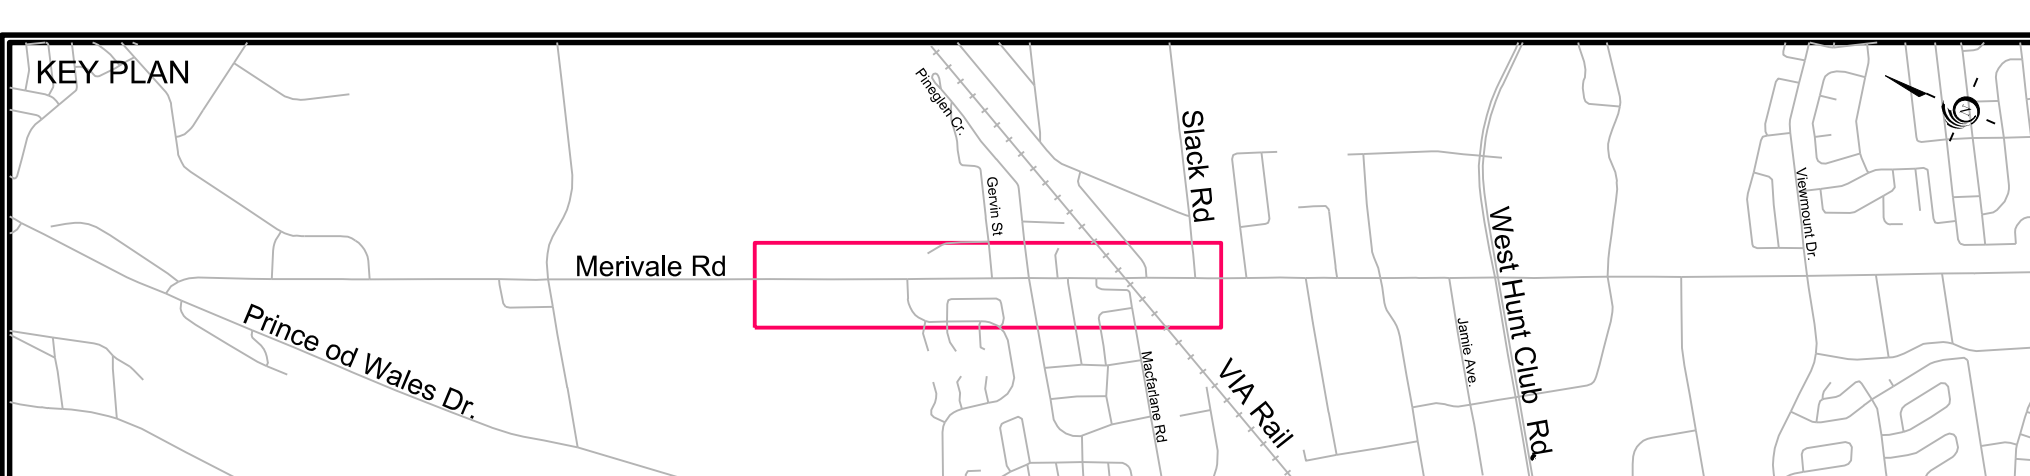 KEY PLAN
Pineglen Cr.
Slack Rd
Gervin St
Viewmount Dr.
Merivale Rd
West Hunt Club Rd
Prince od Wales Dr.
Jamie Ave.
Macfarlane Rd
VIA Rail